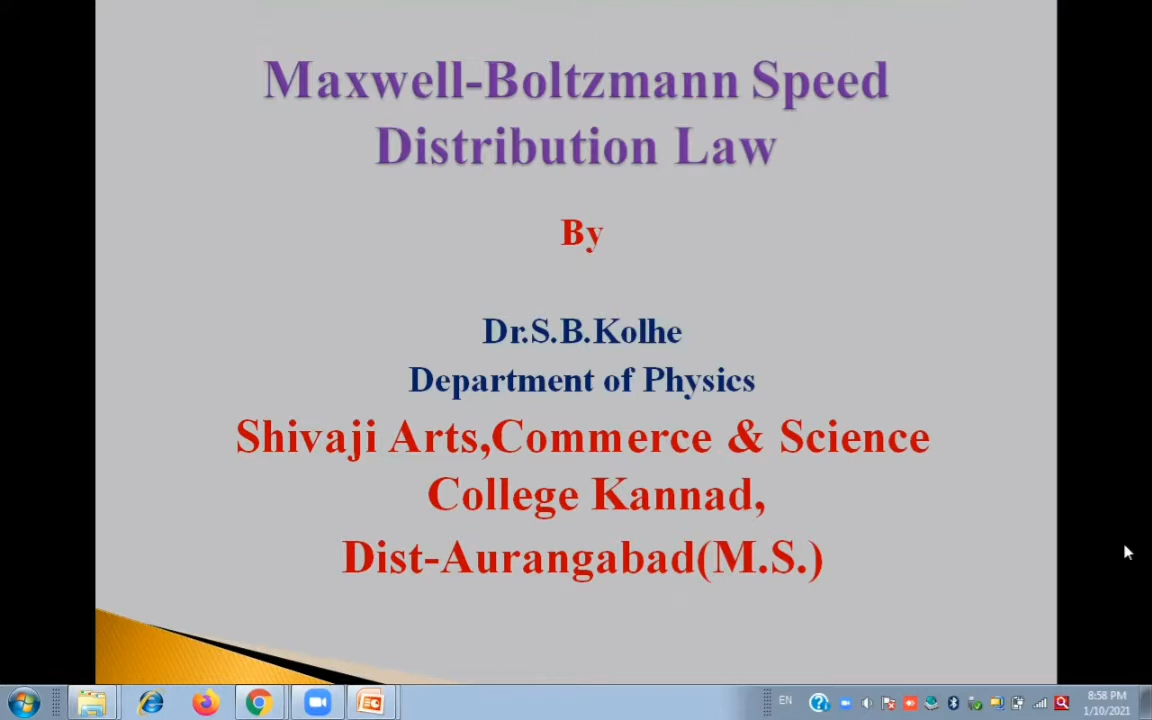 Maxwell-Boltzmann Speed
Distribution Law
By
Dr.S.B.Kolhe
Department of Physics
Shivaji Arts,Commerce & Science
College Kannad,
Dist-Aurangabad(M.S.)
EN
8:58 PM
1/10/2021